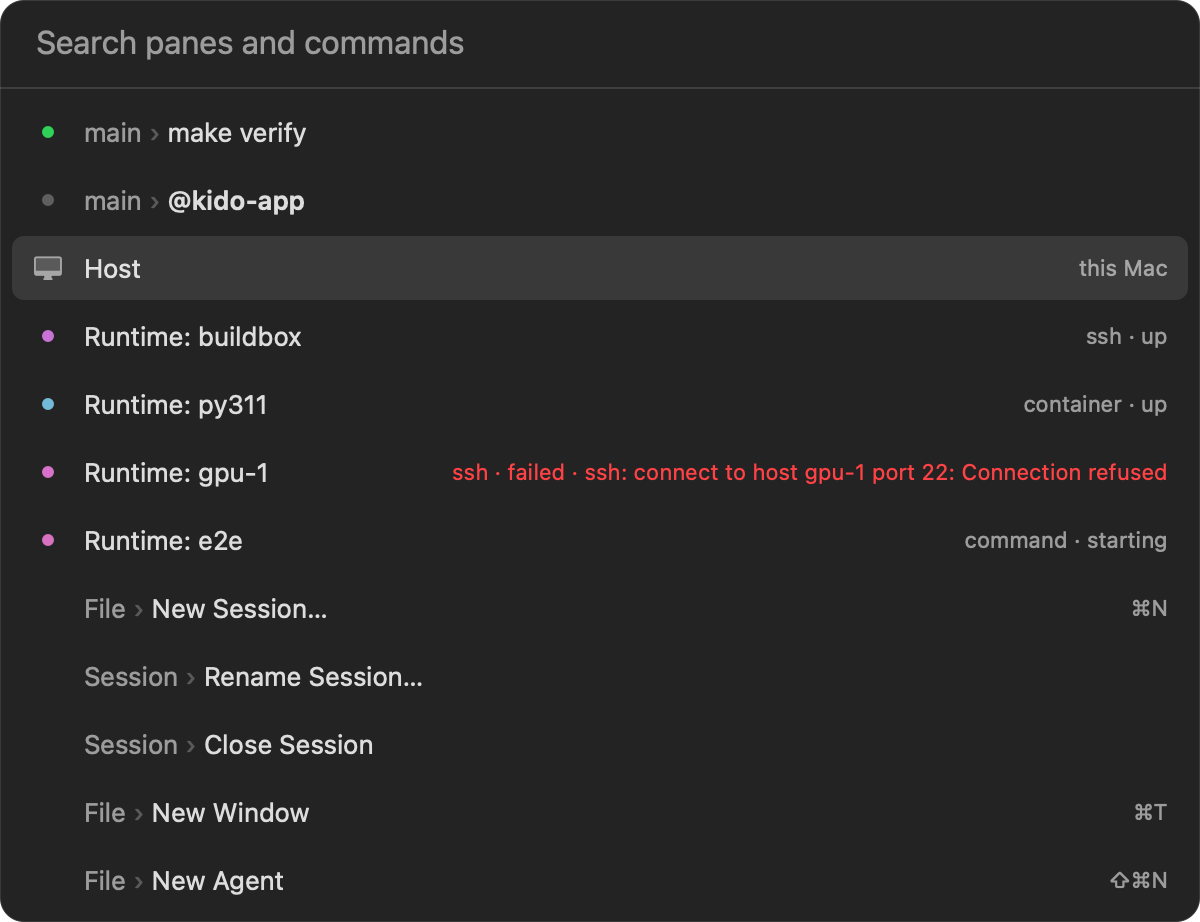 Search panes and commands
main › make verify
main › @kido-app
Host this Mac
Runtime: buildbox ssh · up
Runtime: py311 container · up
Runtime: gpu-1 ssh · failed · ssh: connect to host gpu-1 port 22: Connection refused
Runtime: e2e command · starting
File › New Session... ⌘N
Session › Rename Session...
Session › Close Session
File › New Window ⌘T
File › New Agent ⇧⌘N